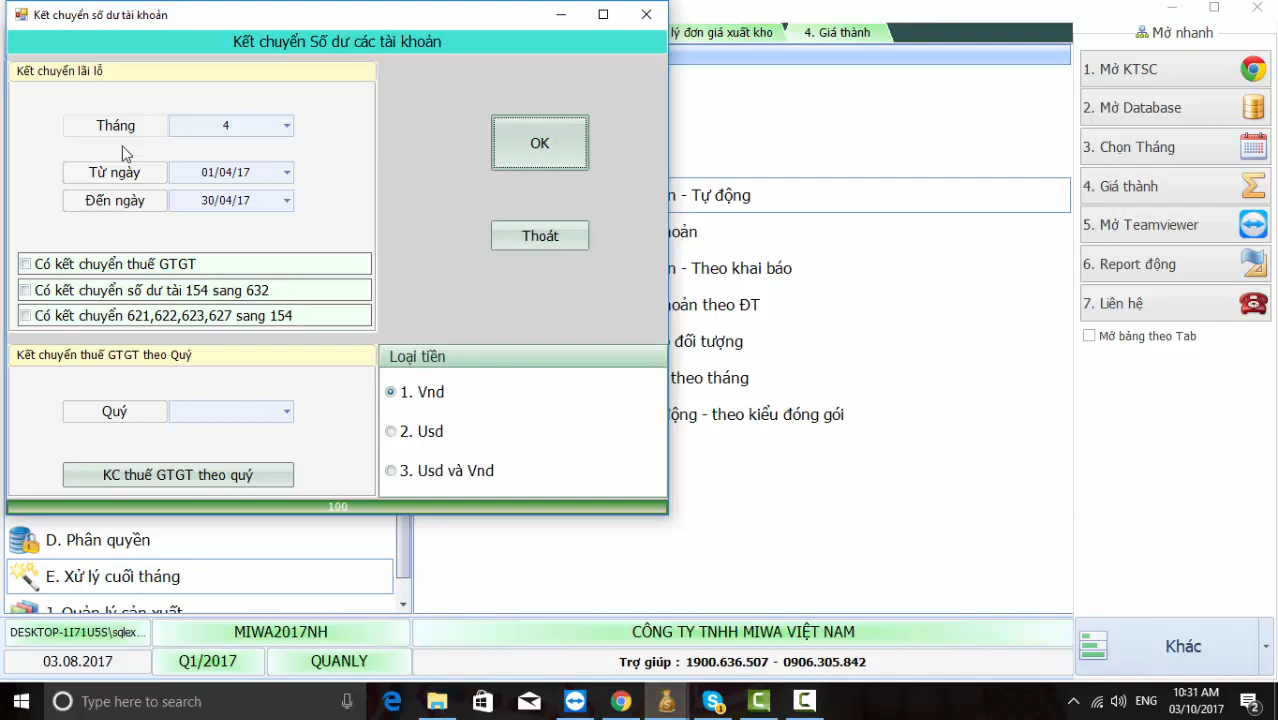 Kết chuyển số dư tài khoản
Kết chuyển Số dư các tài khoản
Kết chuyển lãi lỗ
Tháng
4
Từ ngày
01/04/17
Đến ngày
30/04/17
Có kết chuyển thuế GTGT
Có kết chuyển số dư tài 154 sang 632
Có kết chuyển 621,622,623,627 sang 154
OK
Thoát
Kết chuyển thuế GTGT theo Quý
Quý
KC thuế GTGT theo quý
Loại tiền
1. Vnd
2. Usd
3. Usd và Vnd
100
lý đơn giá xuất kho
4. Giá thành
n - Tự động
oản
n - Theo khai báo
oản theo ĐT
đối tượng
theo tháng
ộng - theo kiểu đóng gói
Mở nhanh
1. Mở KTSC
2. Mở Database
3. Chọn Tháng
4. Giá thành
5. Mở Teamviewer
6. Report động
7. Liên hệ
Mở bảng theo Tab
D. Phân quyền
E. Xử lý cuối tháng
J. Quản lý sản xuất
DESKTOP-1I71U5S\sqlex...
MIWA2017NH
CÔNG TY TNHH MIWA VIỆT NAM
03.08.2017
Q1/2017
QUANLY
Trợ giúp : 1900.636.507 - 0906.305.842
Khác
Type here to search
ENG
10:31 AM
03/10/2017
2